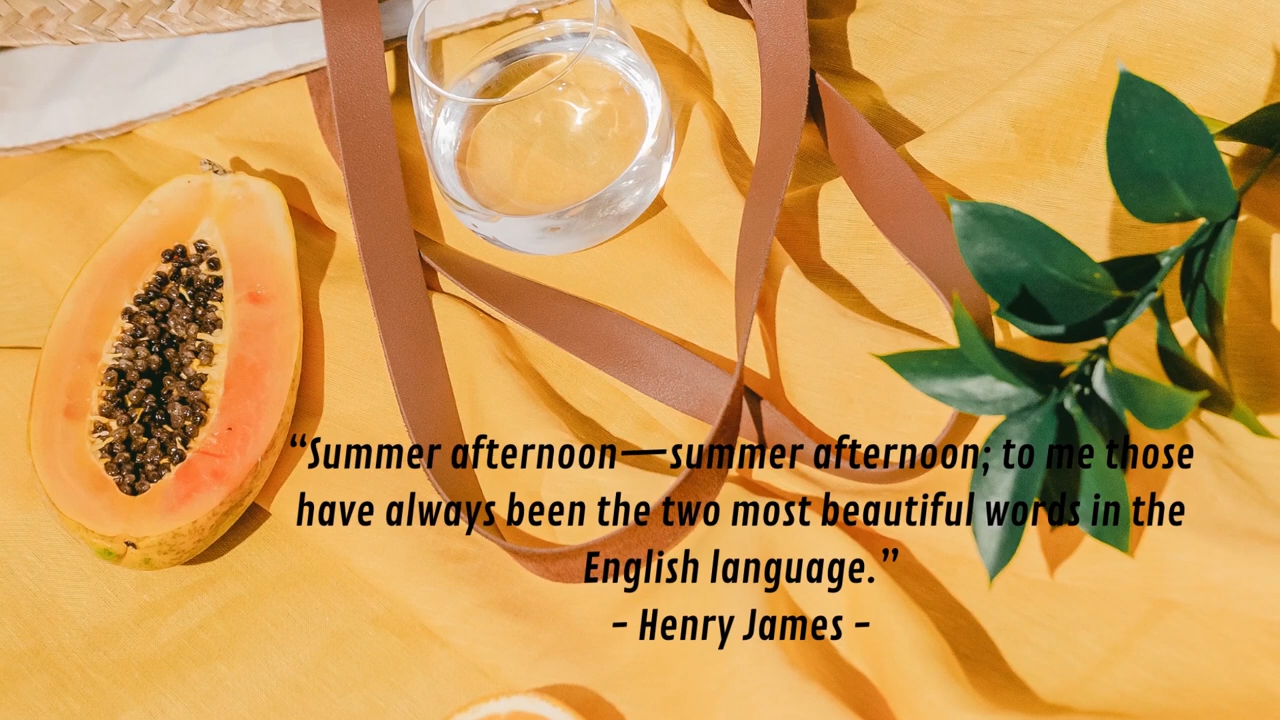 “Summer afternoon—summer afternoon; to me those
have always been the two most beautiful words in the
English language.”
- Henry James -